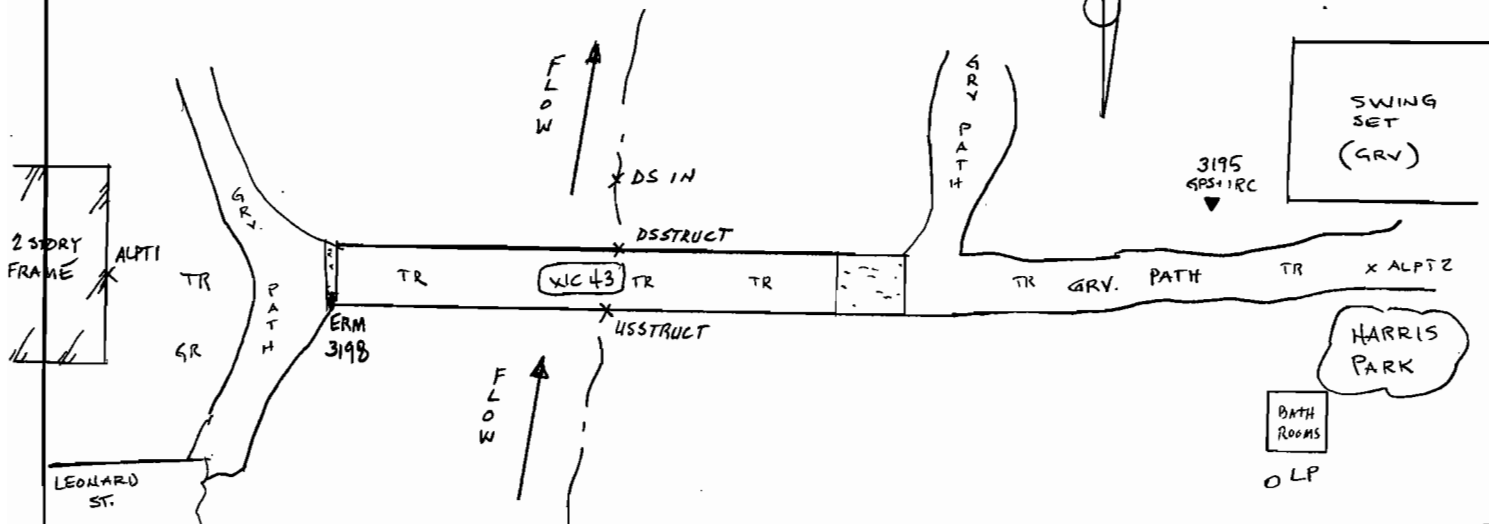 FLOW
GRV PATH
SWING
SET
(GRV)
3195
GPS+IRC
DS IN
GRV.
PATH
2 STORY
FRAME
ALPT1
TR
GR
DSSTRUCT
TR
XIC 43
TR
TR
TR
GRV.
PATH
TR
X ALPT2
USSTRUCT
ERM
3198
HARRIS
PARK
FLOW
BATH
ROOMS
LP
LEONARD
ST.